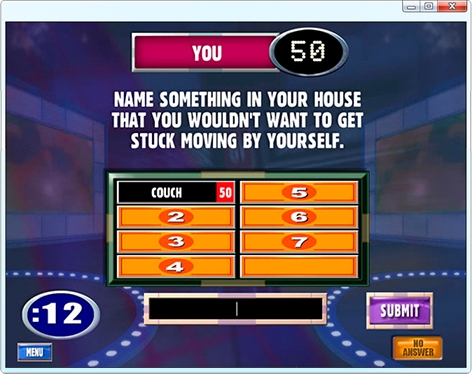 YOU
50
NAME SOMETHING IN YOUR HOUSE
THAT YOU WOULDN'T WANT TO GET
STUCK MOVING BY YOURSELF.
COUCH 50
2
3
4
5
6
7
:12
SUBMIT
MENU
NO
ANSWER